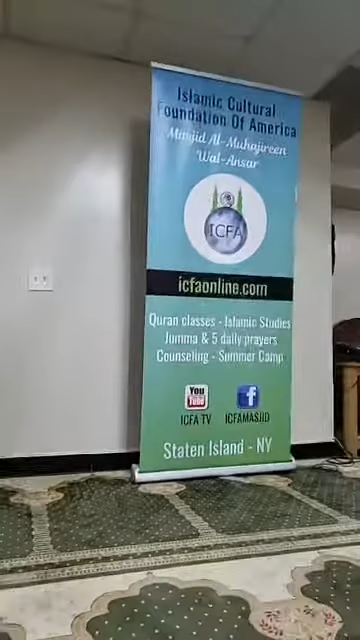 Islamic Cultural
Foundation Of America
Masjid Al-Muhajireen
Wal-Ansar
ICFA
icfaonline.com
Quran classes - Islamic Studies
Jumma & 5 daily prayers
Counseling - Summer Camp
You
Tube
f
ICFA TV
ICFAMASJID
Staten Island - NY